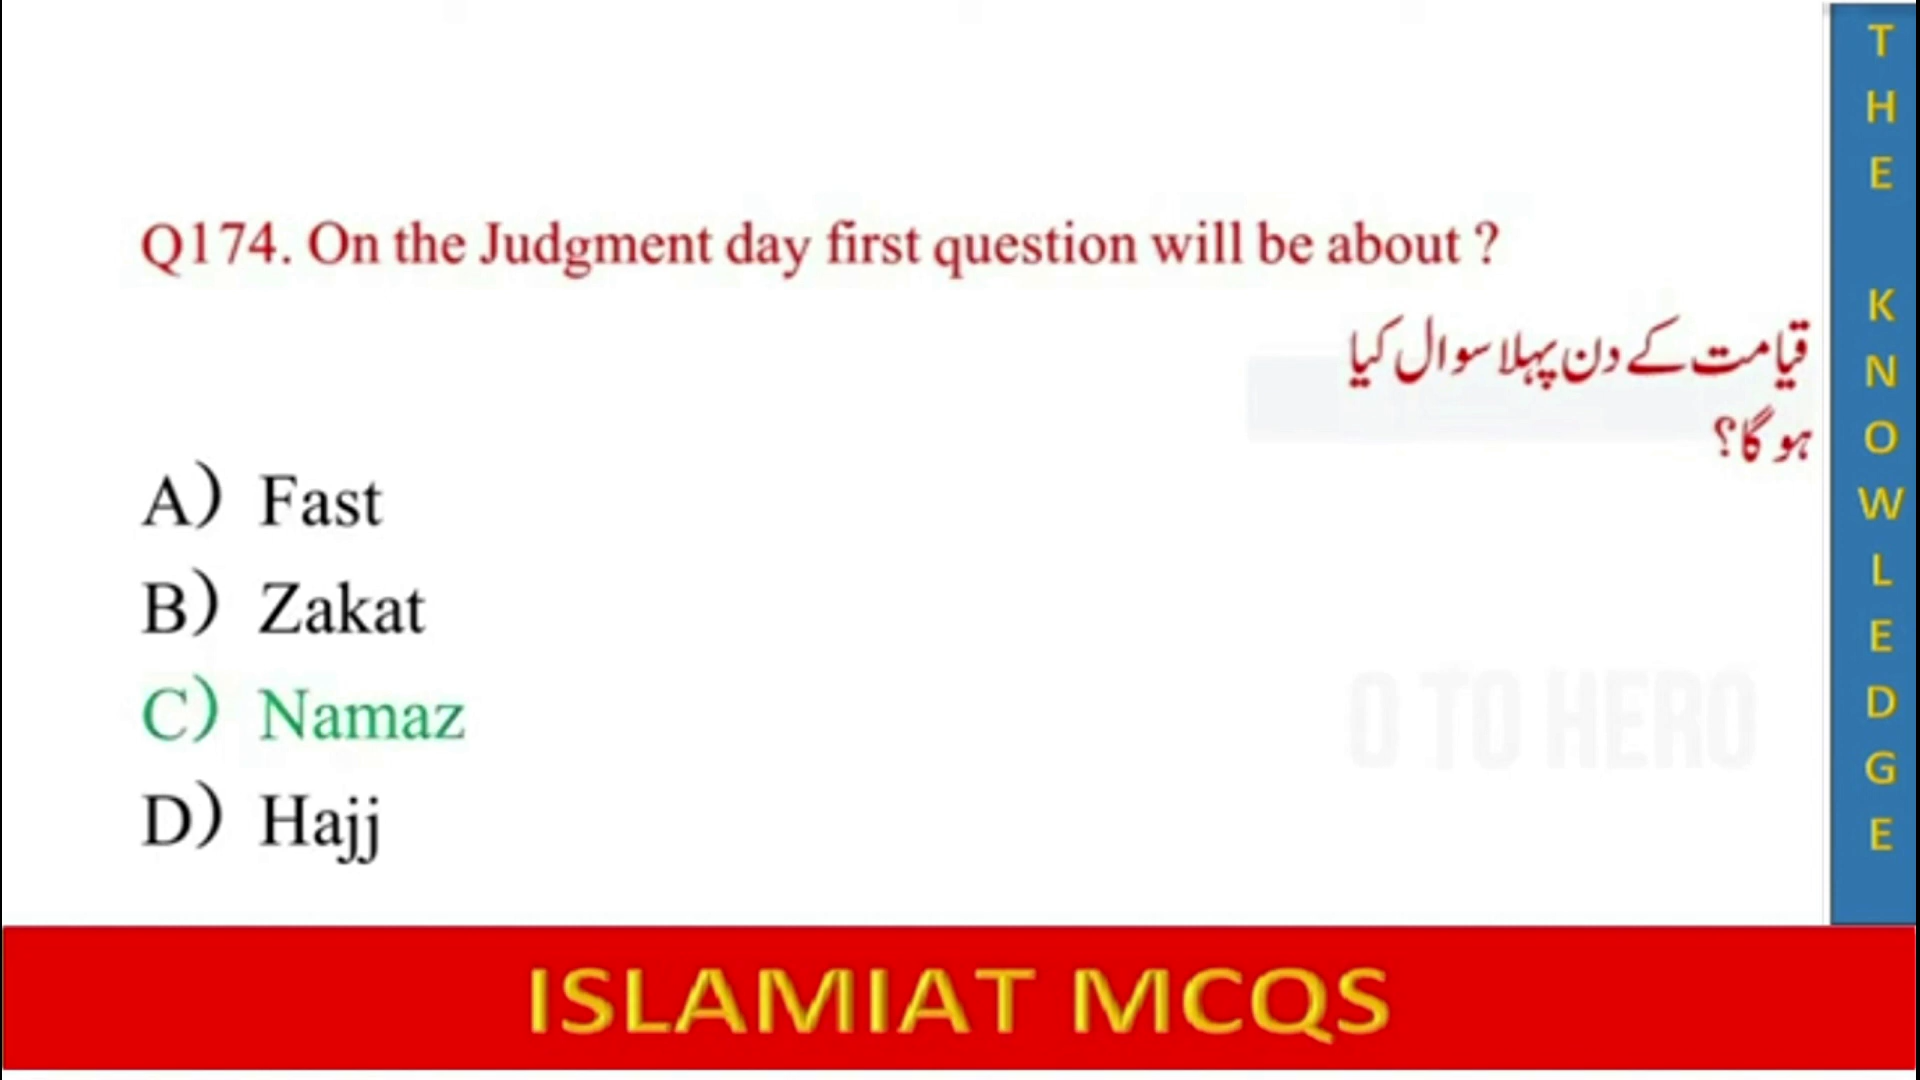 Q174. On the Judgment day first question will be about ?
قیامت کے دن پہلا سوال کیا
ہو گا؟
A) Fast
B) Zakat
C) Namaz
D) Hajj
0 TO HERO
THE KNOWLEDGE
ISLAMIAT MCQS